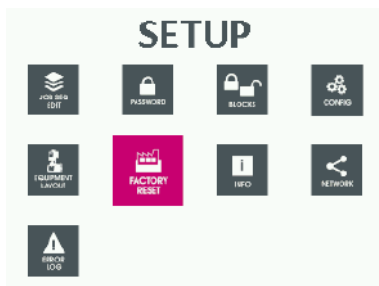 SETUP
JOB SEQ
EDIT
PASSWORD
BLOCKS
CONFIG
EQUIPMENT
LAYOUT
FACTORY
RESET
i
INFO
NETWORK
ERROR
LOG